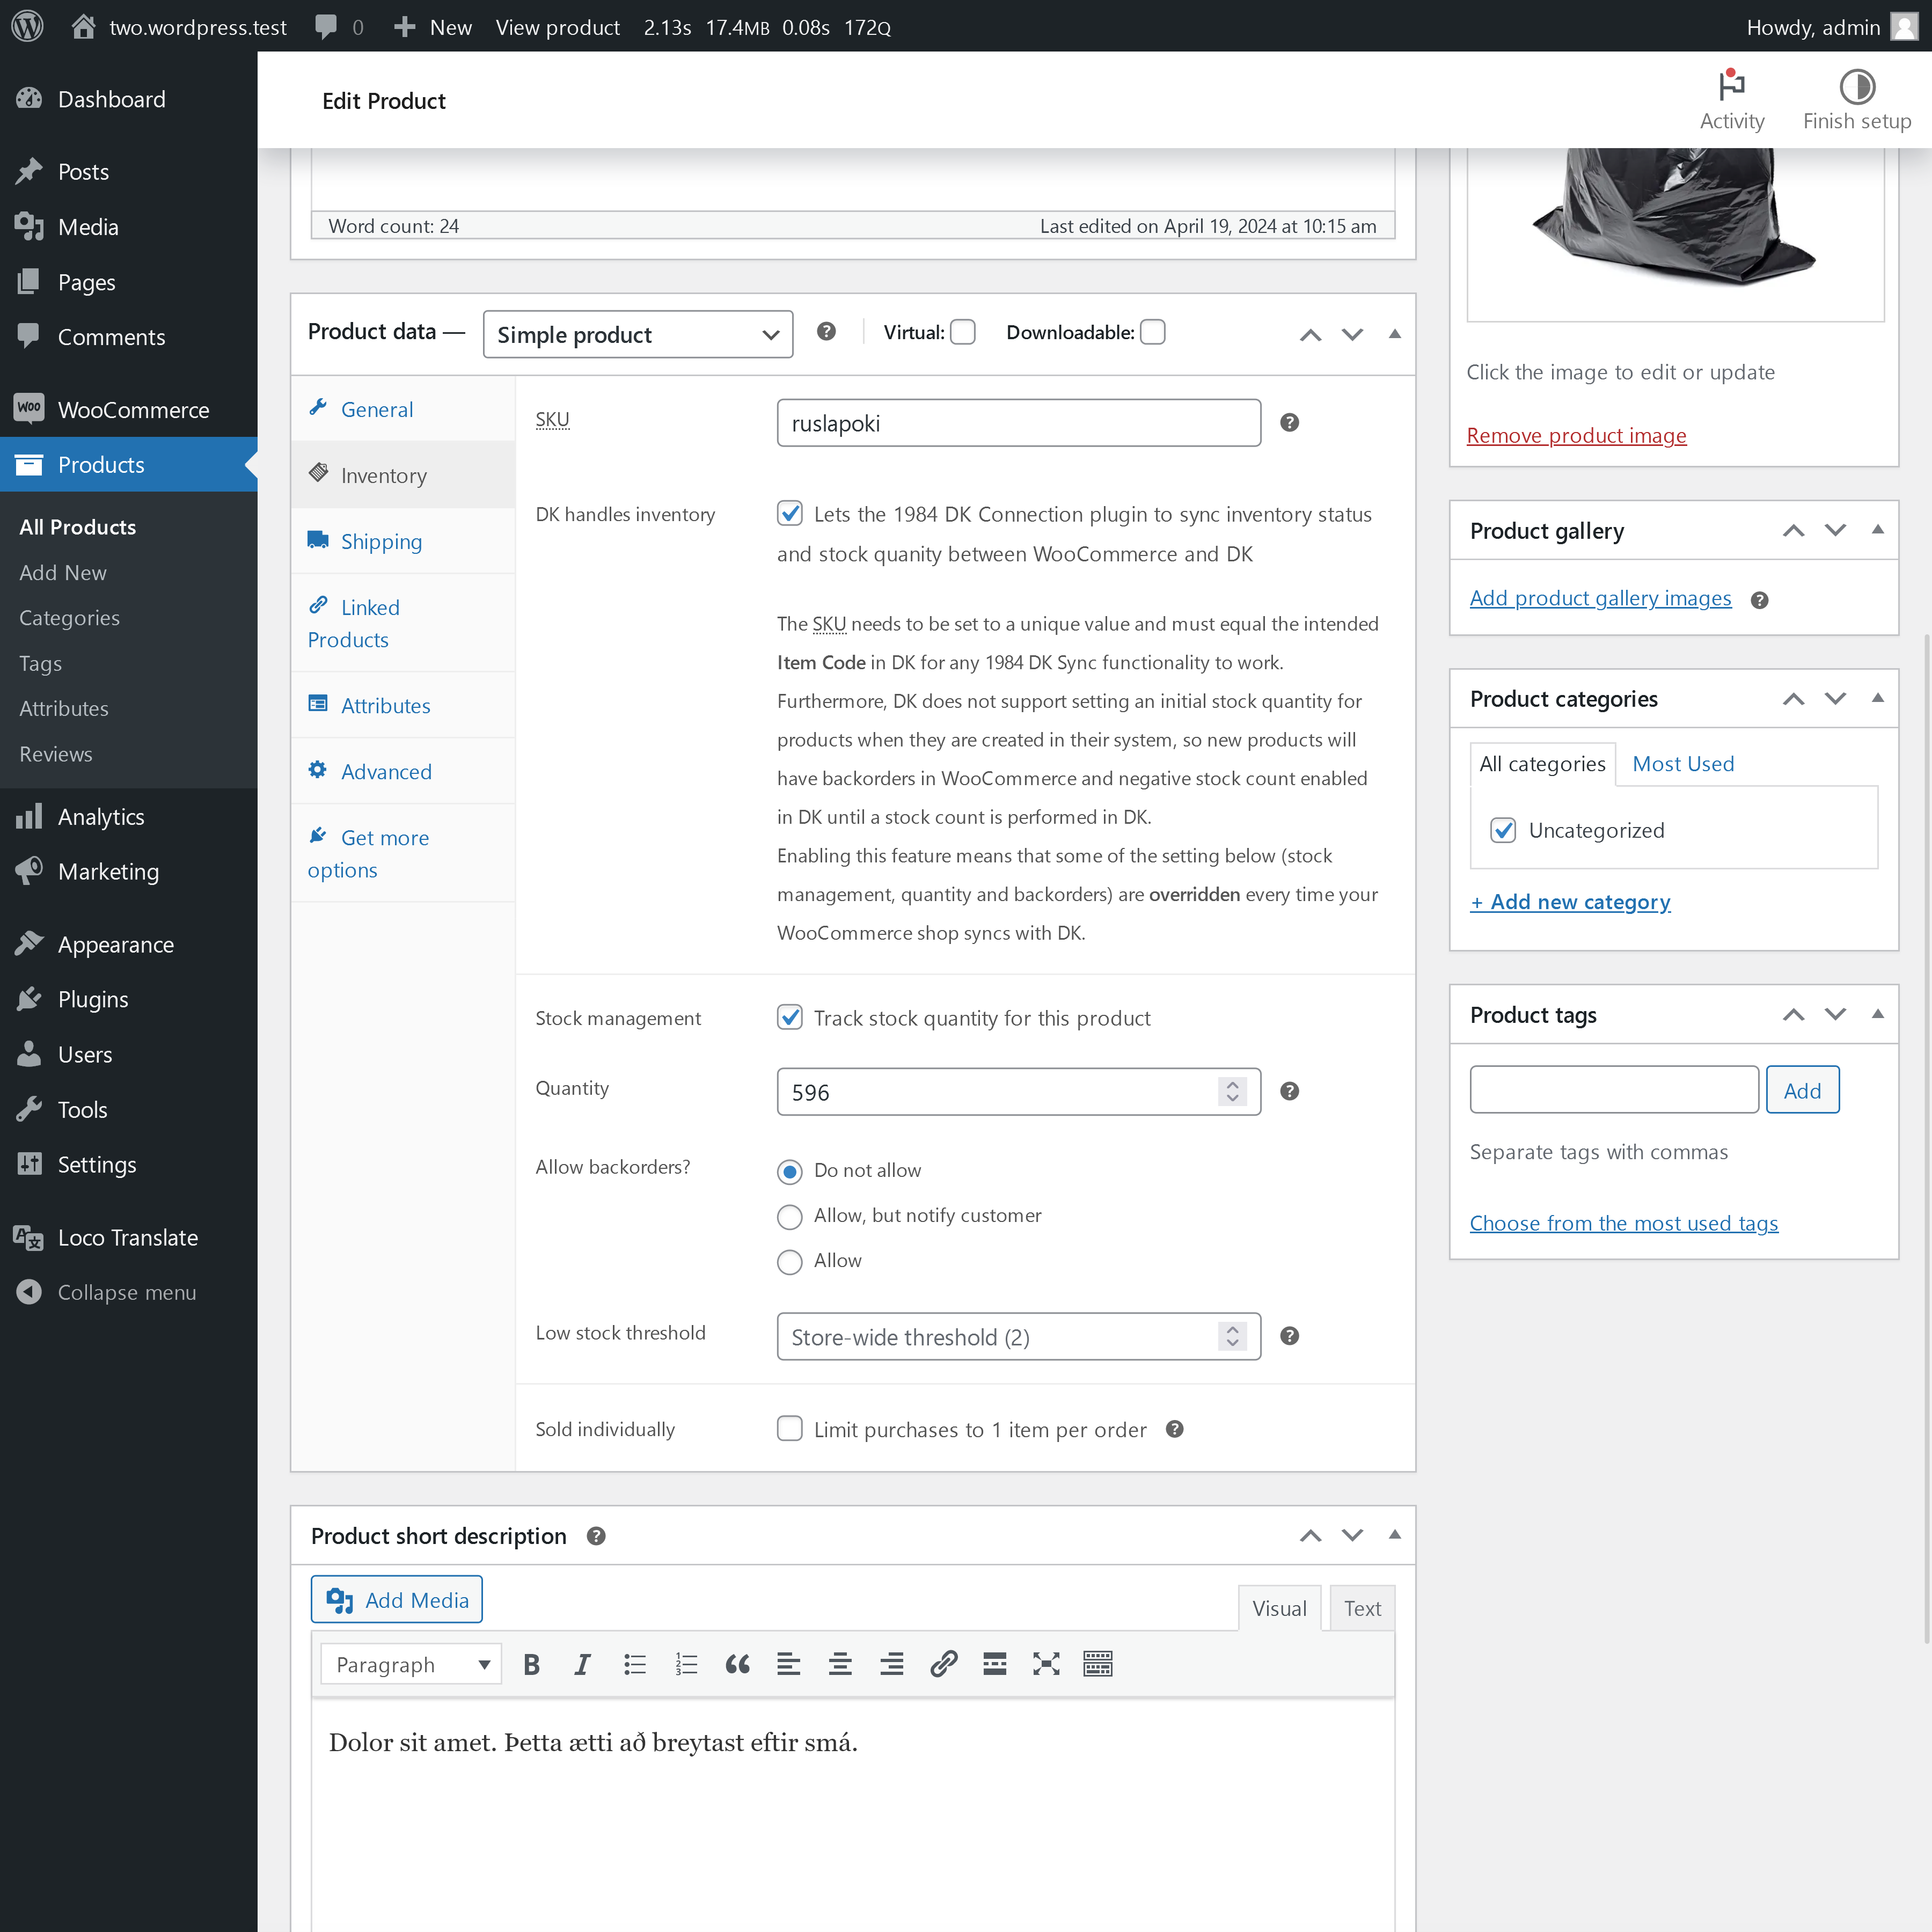 two.wordpress.test 0 New View product 2.13s 17.4MB 0.08s 172Q Howdy, admin
Dashboard
Posts
Media
Pages
Comments
WooCommerce
Products
All Products
Add New
Categories
Tags
Attributes
Reviews
Analytics
Marketing
Appearance
Plugins
Users
Tools
Settings
Loco Translate
Collapse menu
Edit Product
Activity
Finish setup
Word count: 24 Last edited on April 19, 2024 at 10:15 am
Product data — Simple product Virtual: Downloadable:
General
Inventory
Shipping
Linked
Products
Attributes
Advanced
Get more
options
SKU ruslapoki
DK handles inventory Lets the 1984 DK Connection plugin to sync inventory status
and stock quanity between WooCommerce and DK
The SKU needs to be set to a unique value and must equal the intended
Item Code in DK for any 1984 DK Sync functionality to work.
Furthermore, DK does not support setting an initial stock quantity for
products when they are created in their system, so new products will
have backorders in WooCommerce and negative stock count enabled
in DK until a stock count is performed in DK.
Enabling this feature means that some of the setting below (stock
management, quantity and backorders) are overridden every time your
WooCommerce shop syncs with DK.
Stock management Track stock quantity for this product
Quantity 596
Allow backorders? Do not allow
Allow, but notify customer
Allow
Low stock threshold Store-wide threshold (2)
Sold individually Limit purchases to 1 item per order
Product short description
Add Media
Visual Text
Paragraph
Dolor sit amet. Þetta ætti að breytast eftir smá.
Click the image to edit or update
Remove product image
Product gallery
Add product gallery images
Product categories
All categories Most Used
Uncategorized
+ Add new category
Product tags
Add
Separate tags with commas
Choose from the most used tags